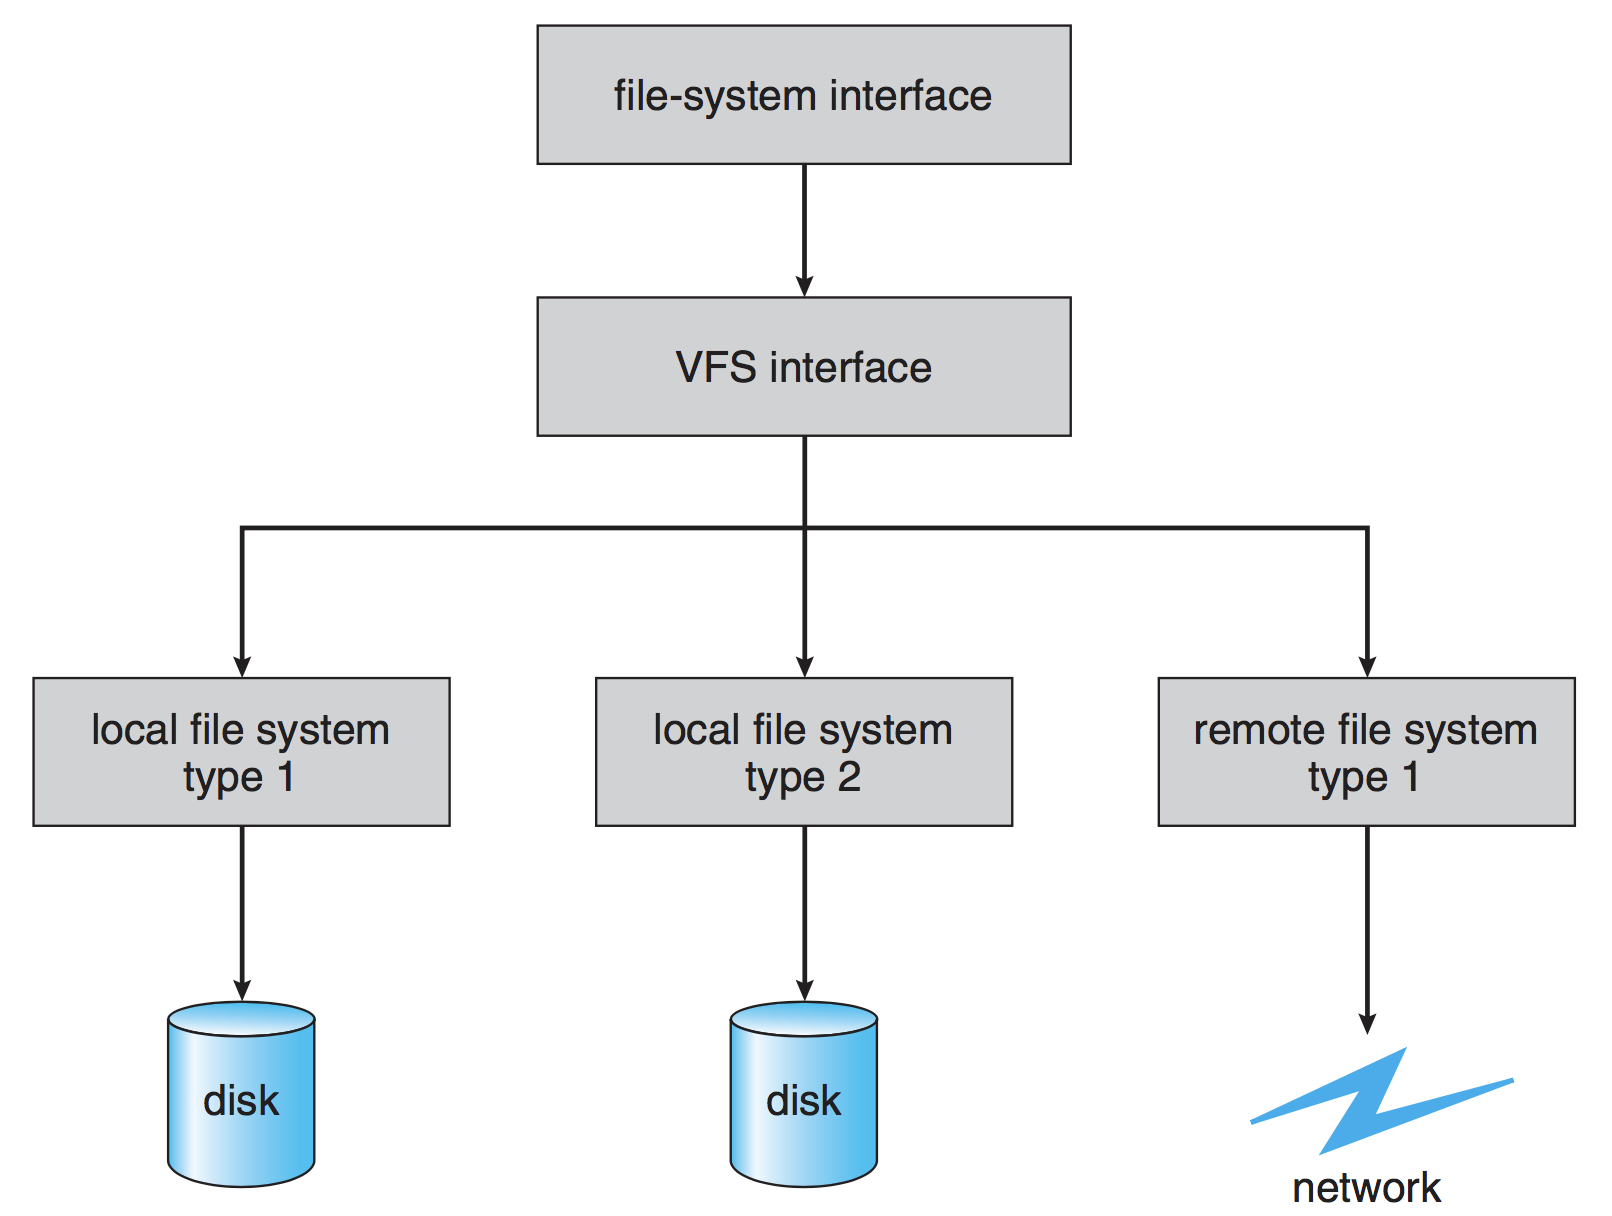 file-system interface
VFS interface
local file system
type 1
local file system
type 2
remote file system
type 1
disk
disk
network